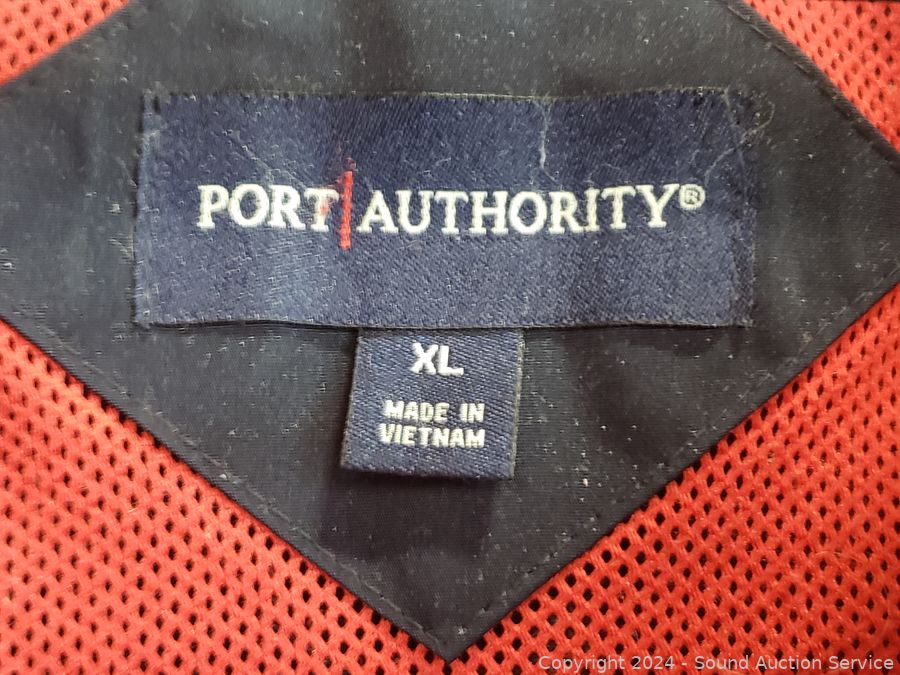 PORT AUTHORITY®
XL
MADE IN
VIETNAM
Copyright 2024 - Sound Auction Service